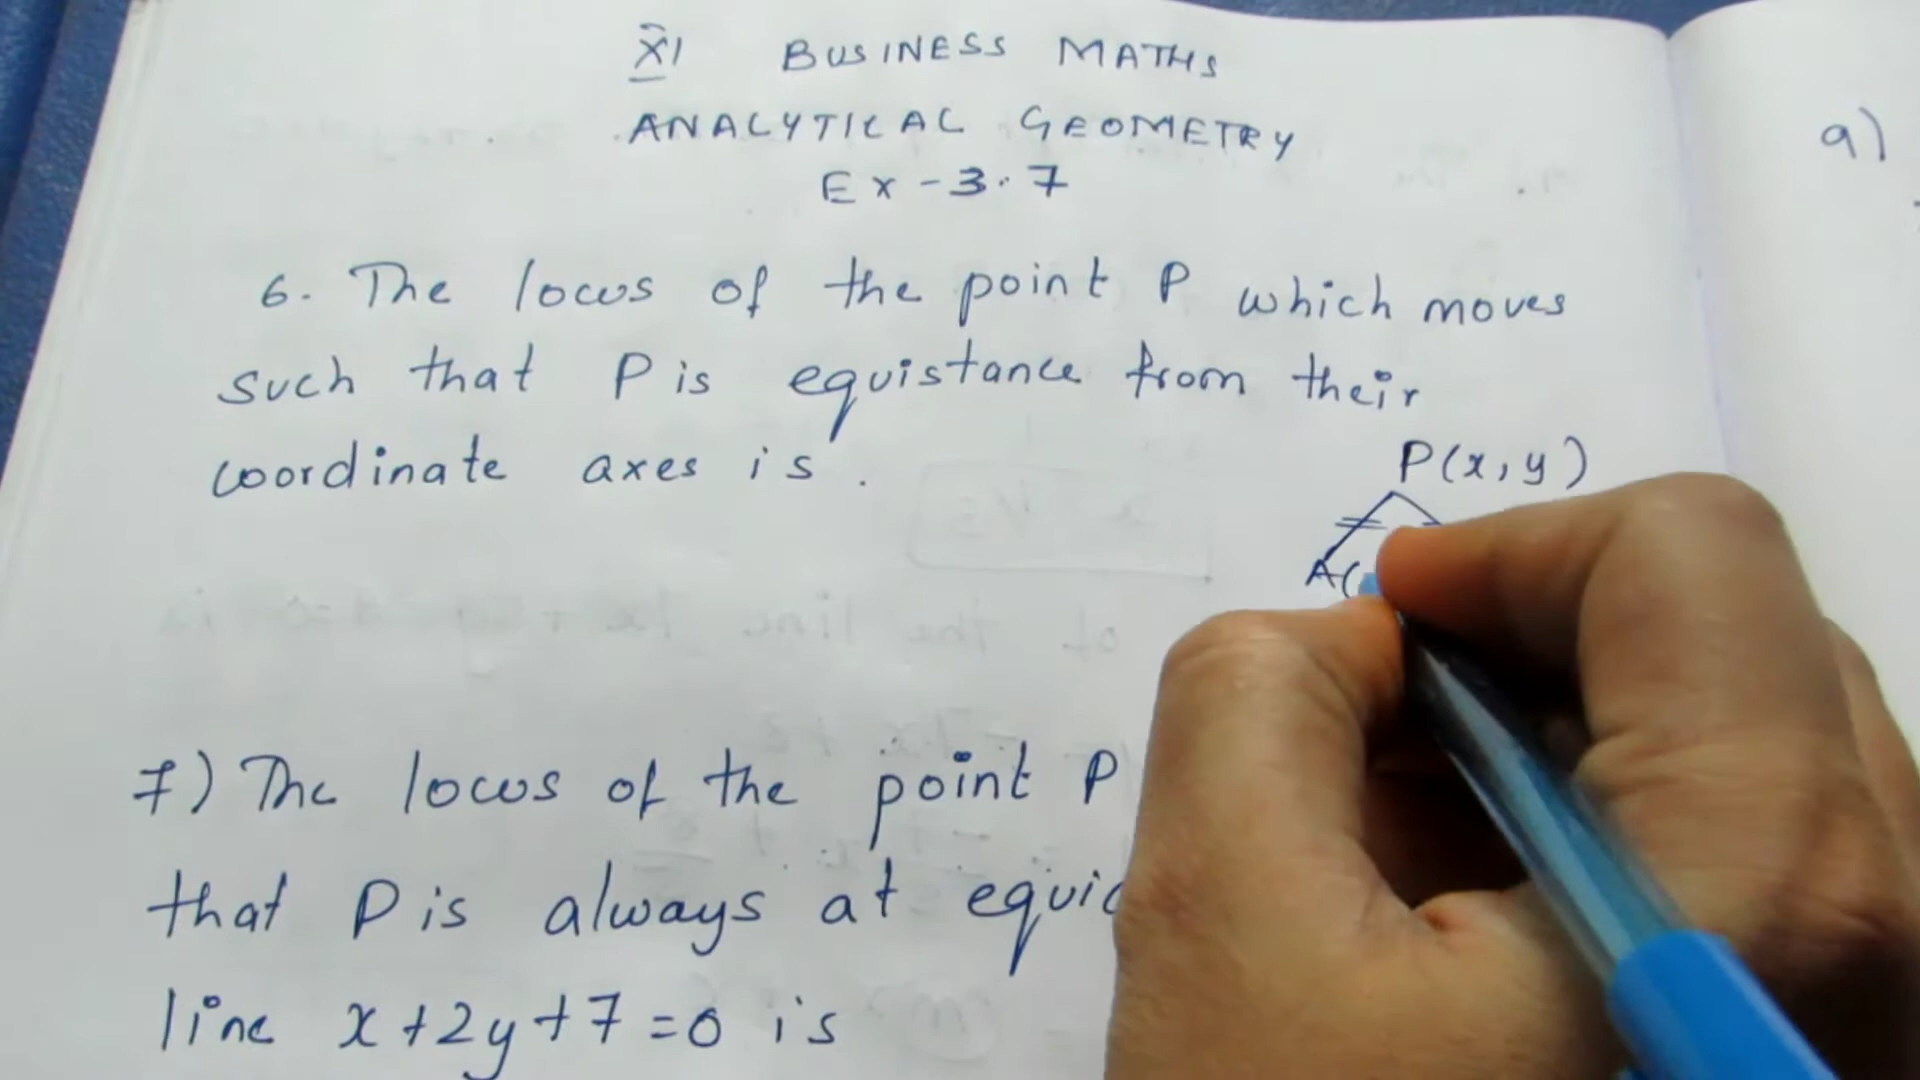 XI BUSINESS MATHS
ANALYTICAL GEOMETRY
Ex - 3.7
a)
6. The locus of the point P which moves
such that P is equistance from their
coordinate axes is.
P(x, y)
A(
7) The locus of the point P
that P is always at
line x+2y+7=0 is